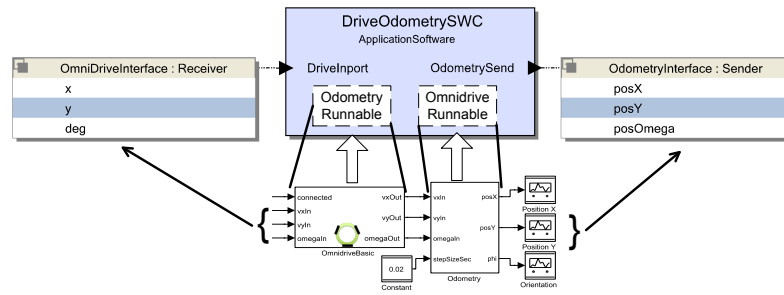 DriveOdometrySWC
ApplicationSoftware
OmniDriveInterface : Receiver
x
y
deg
DriveInport
OdometrySend
Odometry
Runnable
Omnidrive
Runnable
OdometryInterface : Sender
posX
posY
posOmega
connected
vxIn
vyIn
omegaIn
vxOut
vyOut
omegaOut
OmnidriveBasic
vxIn
vyIn
omegaIn
stepSizeSec
posX
posY
phi
Odometry
0.02
Constant
Position X
Position Y
Orientation